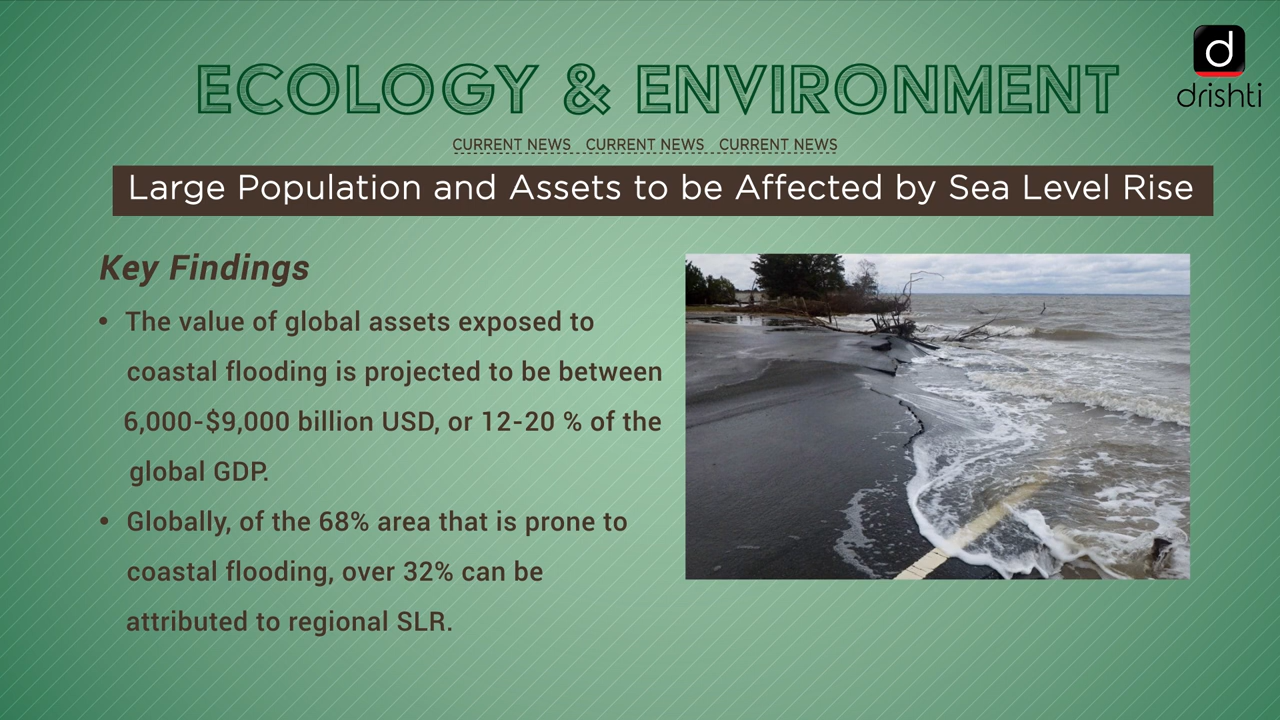 d
drishti
ECOLOGY & ENVIRONMENT
CURRENT NEWS CURRENT NEWS CURRENT NEWS
Large Population and Assets to be Affected by Sea Level Rise
Key Findings
• The value of global assets exposed to
coastal flooding is projected to be between
6,000-$9,000 billion USD, or 12-20 % of the
global GDP.
• Globally, of the 68% area that is prone to
coastal flooding, over 32% can be
attributed to regional SLR.